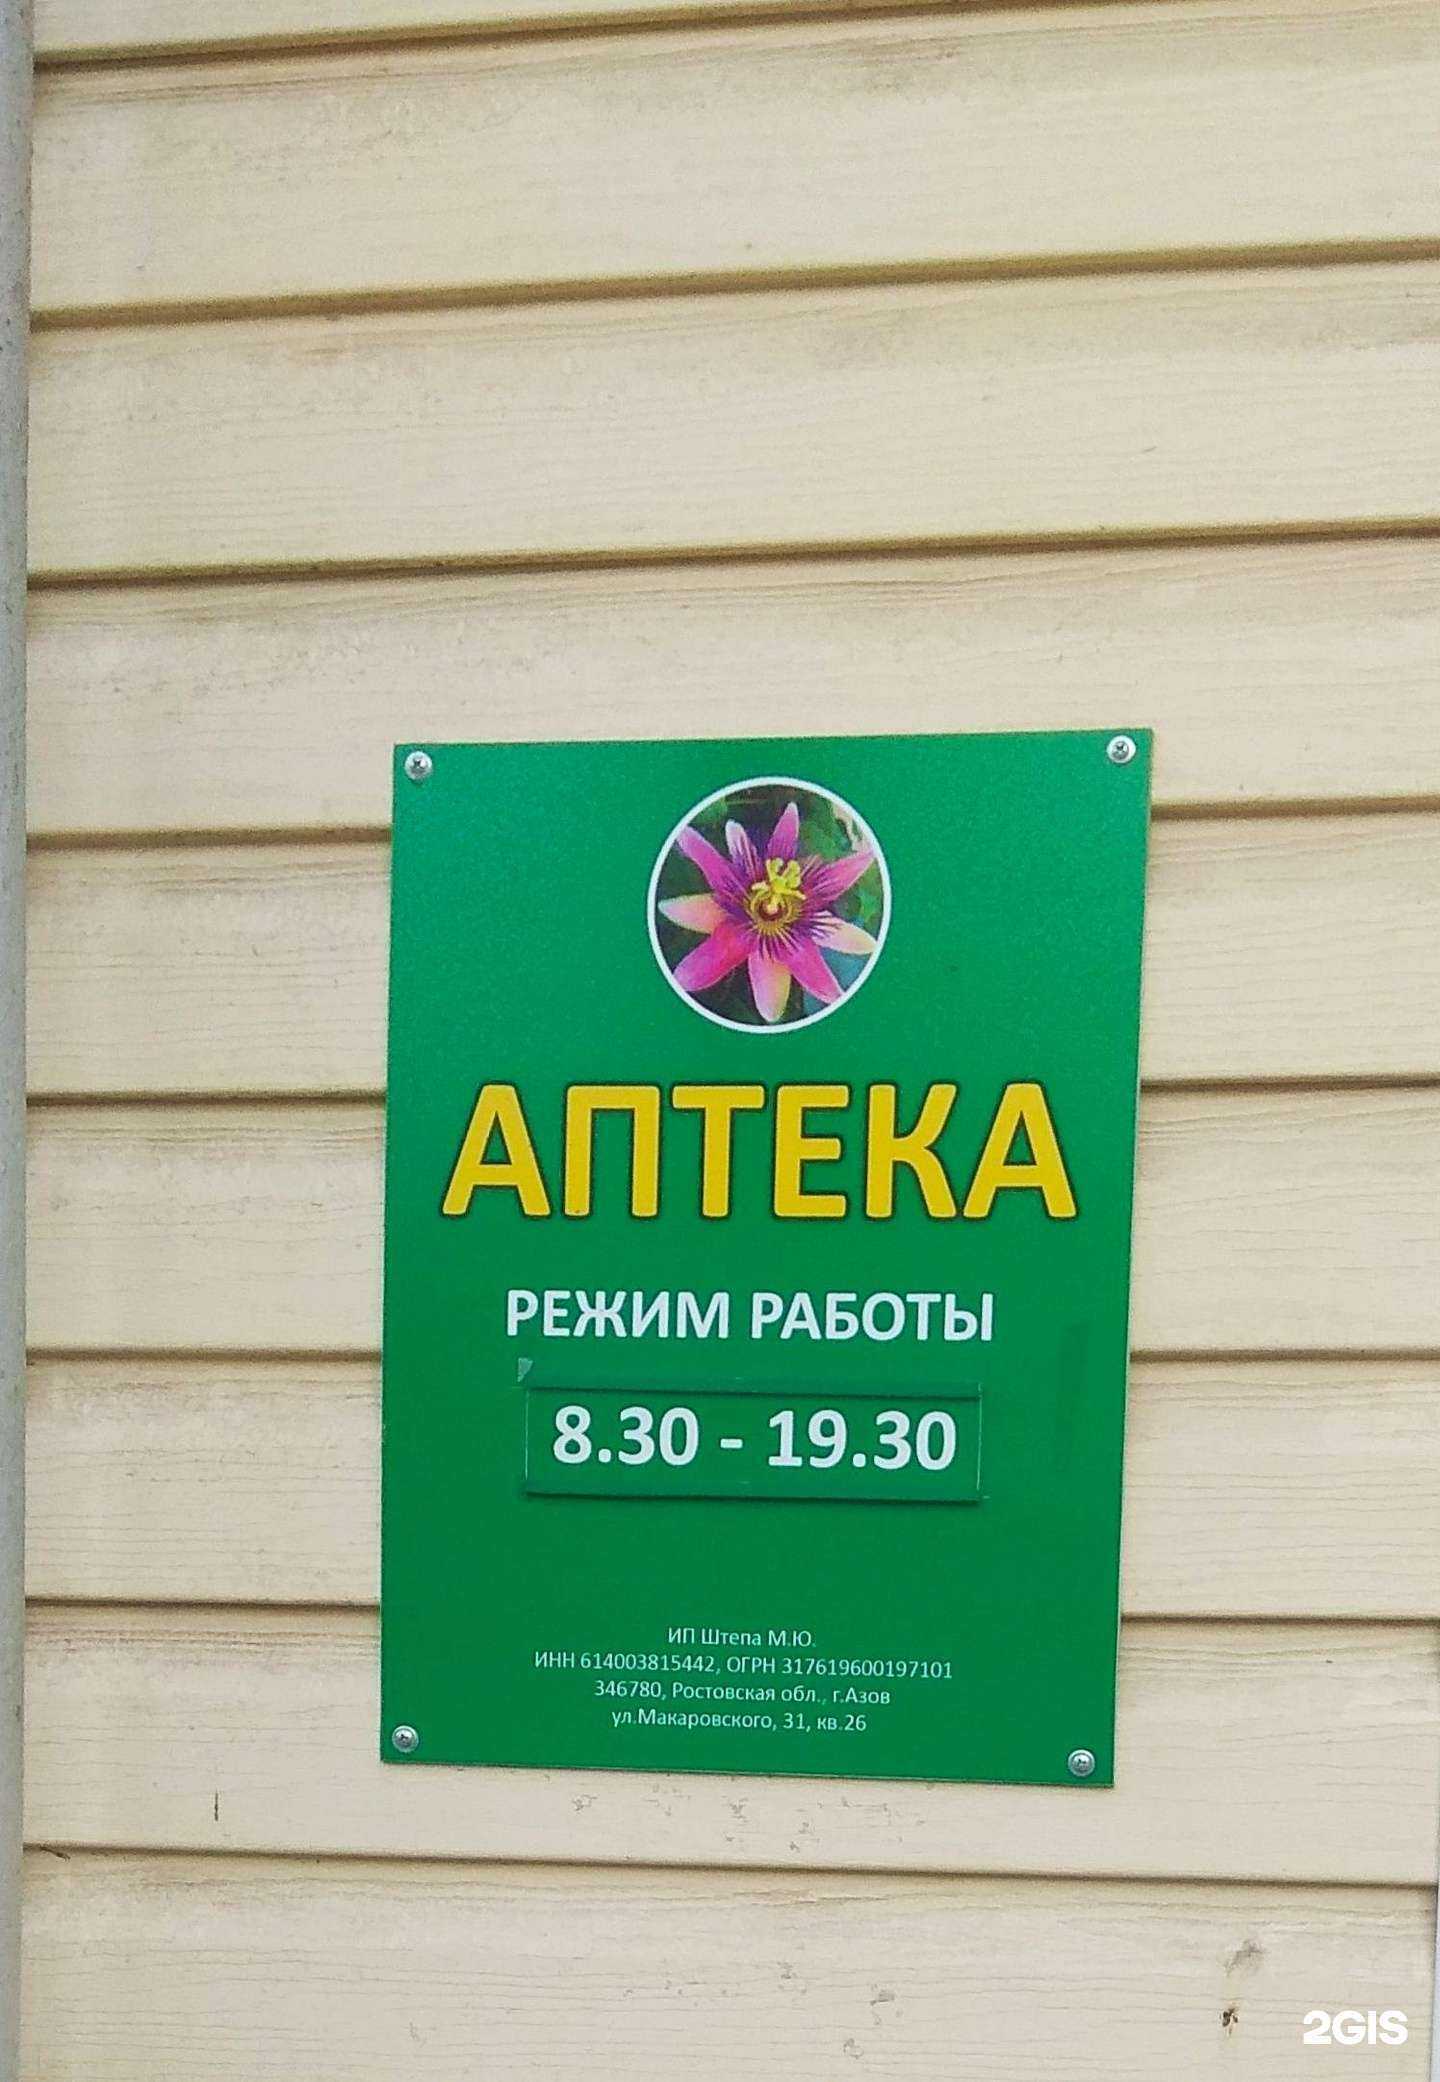 АПТЕКА
РЕЖИМ РАБОТЫ
8.30 - 19.30
ИП Штепа М.Ю.
ИНН 614003815442, ОГРН 317619600197101
346780, Ростовская обл., г.Азов
ул.Макаровского, 31, кв.26
2GIS